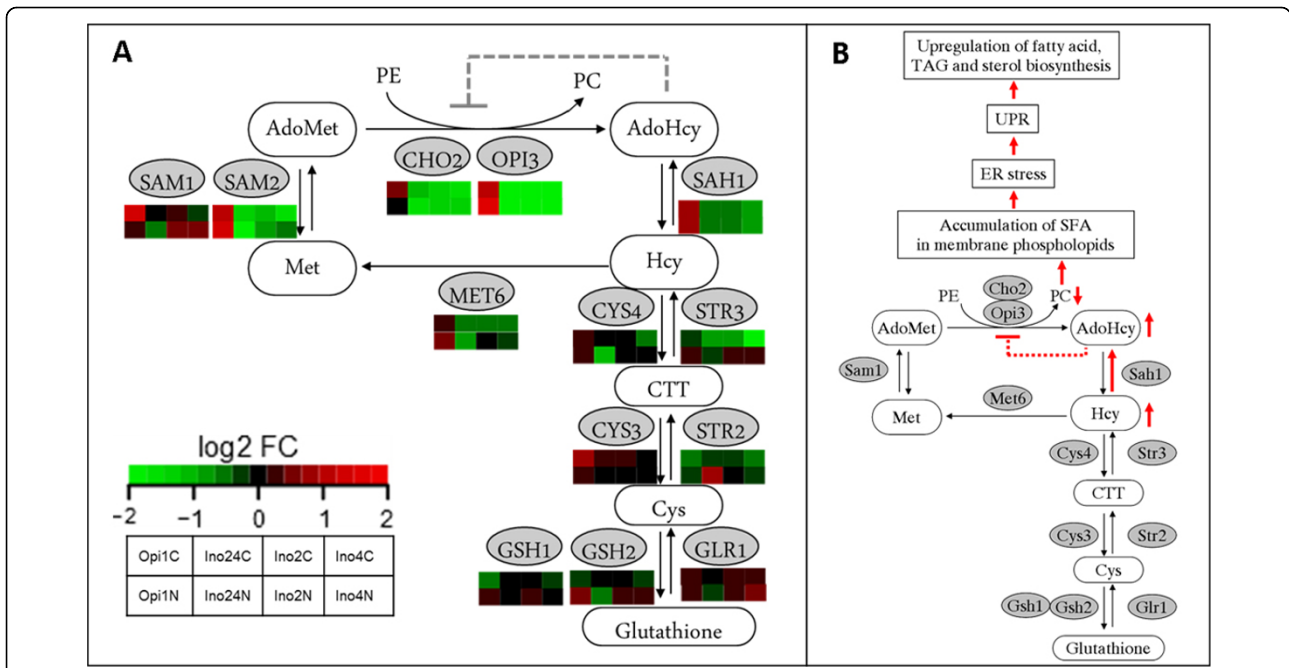 A
PE
PC
AdoMet
AdoHcy
CHO2
OPI3
SAM1
SAM2
SAH1
Met
Hcy
MET6
CYS4
STR3
CTT
CYS3
STR2
Cys
GSH1
GSH2
GLR1
Glutathione
log2 FC
−2 −1 0 1 2
Opi1C Ino24C Ino2C Ino4C
Opi1N Ino24N Ino2N Ino4N
B
Upregulation of fatty acid,
TAG and sterol biosynthesis
UPR
ER stress
Accumulation of SFA
in membrane phospholopids
PE
Cho2
PC
Opi3
AdoMet
AdoHcy
Sam1
Sah1
Met6
Met
Hcy
Cys4
Str3
CTT
Cys3
Str2
Cys
Gsh1
Gsh2
Glr1
Glutathione